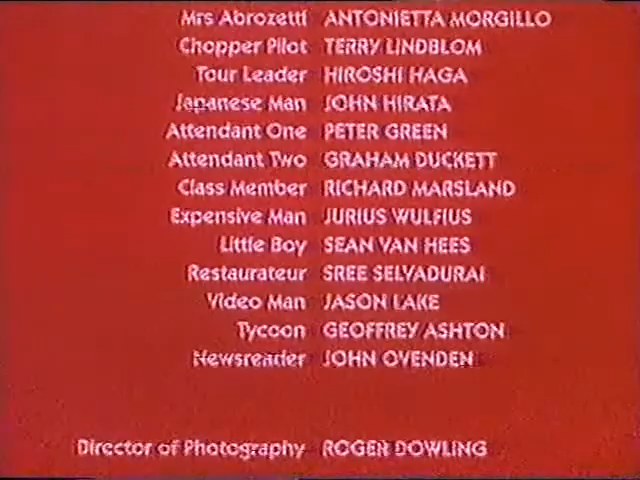 Mrs Abrozetti ANTONIETTA MORGILLO
Chopper Pilot TERRY LINDBLOM
Tour Leader HIROSHI HAGA
Japanese Man JOHN HIRATA
Attendant One PETER GREEN
Attendant Two GRAHAM DUCKETT
Class Member RICHARD MARSLAND
Expensive Man JURIUS WULFIUS
Little Boy SEAN VAN HEES
Restaurateur SREE SELVADURAI
Video Man JASON LAKE
Tycoon GEOFFREY ASHTON
Newsreader JOHN OVENDEN
Director of Photography ROGER DOWLING